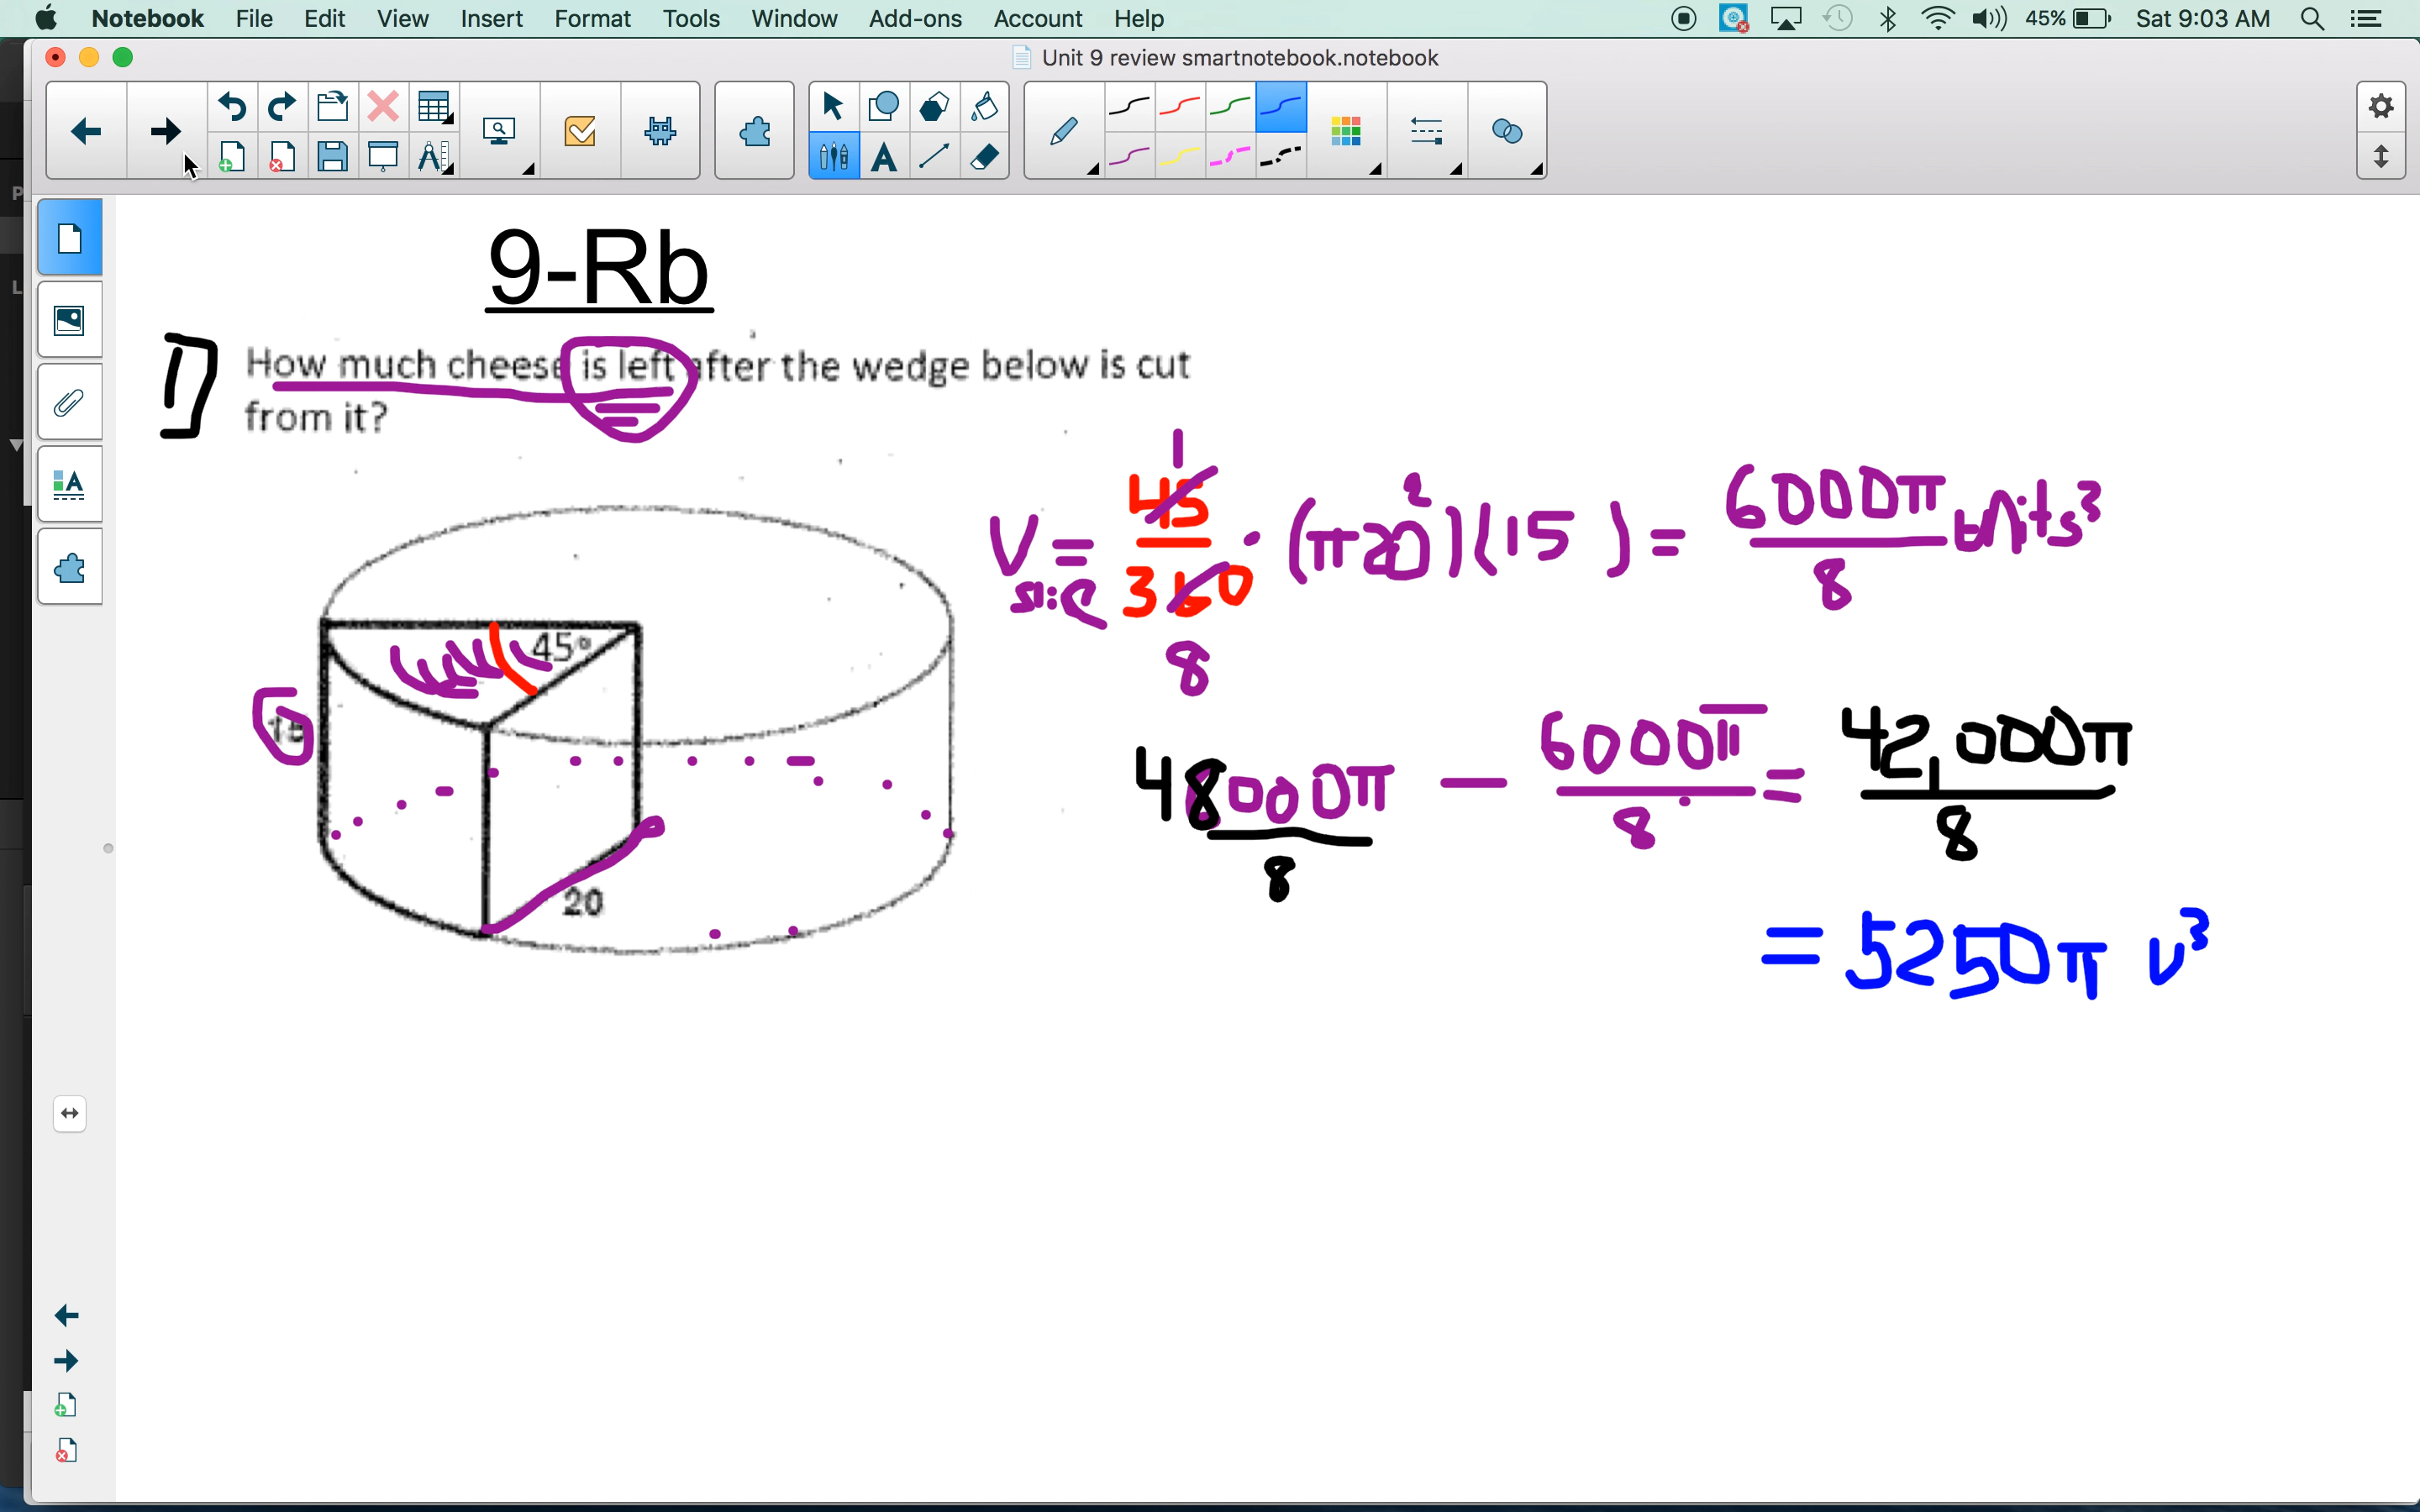 Notebook File Edit View Insert Format Tools Window Add-ons Account Help 45% Sat 9:03 AM
Unit 9 review smartnotebook.notebook
9-Rb
1) How much cheese is left after the wedge below is cut
from it?
V slice = 45/360 · (π20²)(15) = 6000π/8 units³
1
8
45°
15
20
48000π/8 − 6000π/8 = 42,000π/8
= 5250π u³